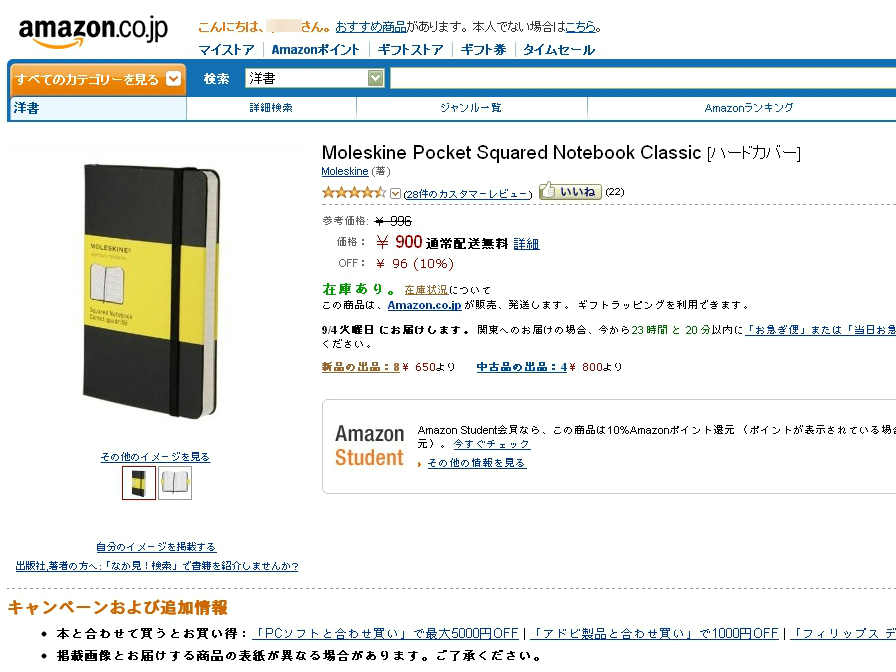 amazon.co.jp
こんにちは、 さん。おすすめ商品があります。本人でない場合はこちら。
マイストア Amazonポイント ギフトストア ギフト券 タイムセール
すべてのカテゴリーを見る 検索 洋書
洋書 詳細検索 ジャンル一覧 Amazonランキング
Moleskine Pocket Squared Notebook Classic [ハードカバー]
Moleskine (著)
(28件のカスタマーレビュー) いいね (22)
参考価格: ￥ 996
価格: ￥ 900 通常配送無料 詳細
OFF: ￥ 96 (10%)
在庫あり。 在庫状況について
この商品は、Amazon.co.jp が販売、発送します。 ギフトラッピングを利用できます。
9/4 火曜日 にお届けします。 関東へのお届けの場合、今から23 時間 と 20 分以内に「お急ぎ便」または「当日お急
ください。
新品の出品：8￥ 650より 中古品の出品：4￥ 800より
MOLESKINE®
Squared Notebook
Carnet quadrillé
Amazon
Student
Amazon Student会員なら、この商品は10%Amazonポイント還元 （ポイントが表示されている場合
元）。 今すぐチェック
その他の情報を見る
その他のイメージを見る
自分のイメージを掲載する
出版社,著者の方へ:「なか見！検索」で書籍を紹介しませんか?
キャンペーンおよび追加情報
• 本と合わせて買うとお買い得：「PCソフトと合わせ買い」で最大5000円OFF | 「アドビ製品と合わせ買い」で1000円OFF | 「フィリップス デ
• 掲載画像とお届けする商品の表紙が異なる場合があります。ご了承ください。